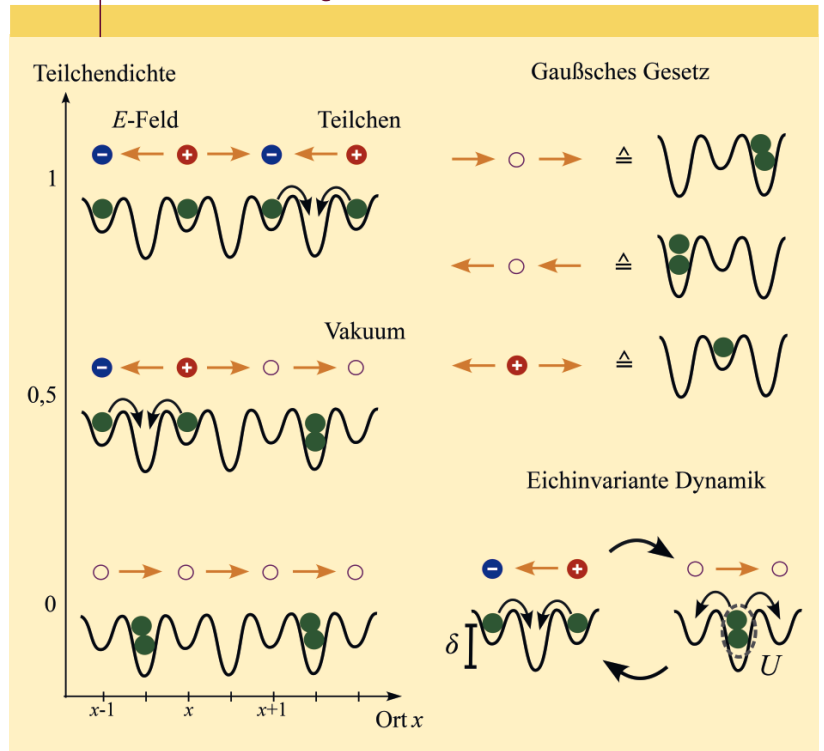 Teilchendichte
Gaußsches Gesetz
E-Feld
Teilchen
− + − +
1
≙
≙
Vakuum
− +
+ ≙
0,5
Eichinvariante Dynamik
− +
0
δ
U
x-1
x
x+1
Ort x